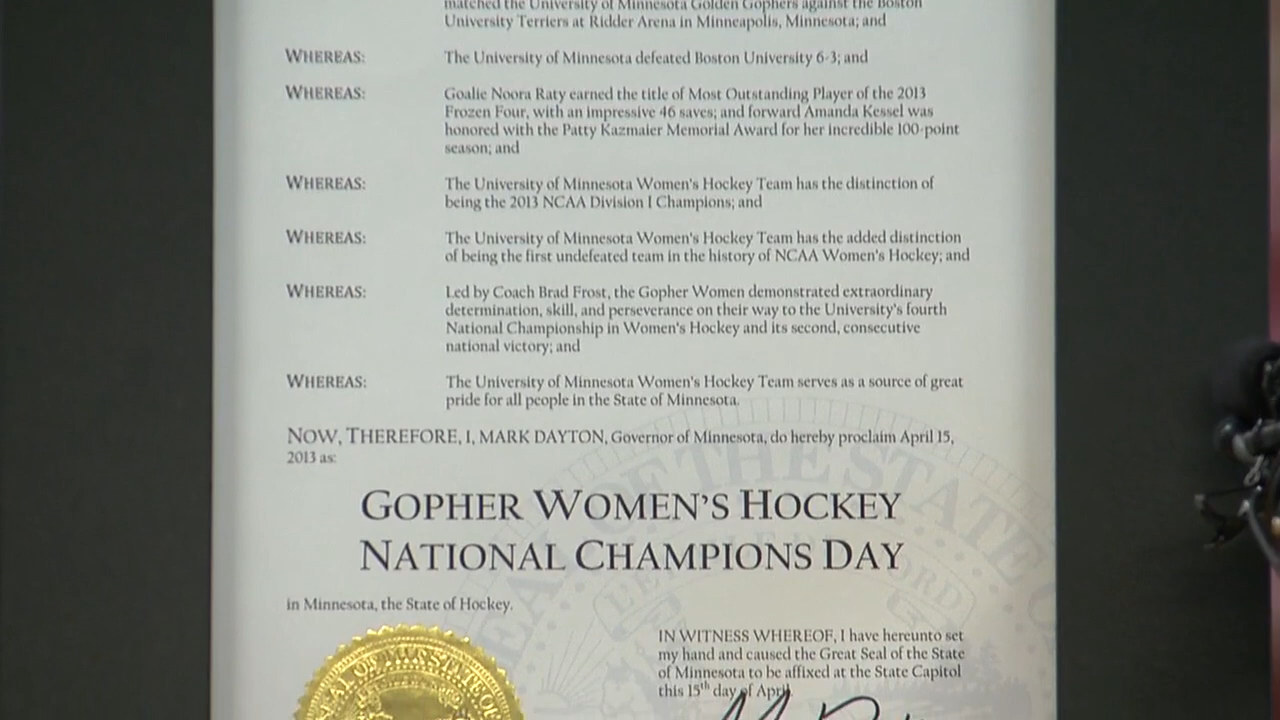 matched the University of Minnesota Golden Gophers against the Boston
University Terriers at Ridder Arena in Minneapolis, Minnesota; and
WHEREAS: The University of Minnesota defeated Boston University 6-3; and
WHEREAS: Goalie Noora Raty earned the title of Most Outstanding Player of the 2013
Frozen Four, with an impressive 46 saves; and forward Amanda Kessel was
honored with the Patty Kazmaier Memorial Award for her incredible 100-point
season; and
WHEREAS: The University of Minnesota Women's Hockey Team has the distinction of
being the 2013 NCAA Division I Champions; and
WHEREAS: The University of Minnesota Women's Hockey Team has the added distinction
of being the first undefeated team in the history of NCAA Women's Hockey; and
WHEREAS: Led by Coach Brad Frost, the Gopher Women demonstrated extraordinary
determination, skill, and perseverance on their way to the University's fourth
National Championship in Women's Hockey and its second, consecutive
national victory; and
WHEREAS: The University of Minnesota Women's Hockey Team serves as a source of great
pride for all people in the State of Minnesota.
NOW, THEREFORE, I, MARK DAYTON, Governor of Minnesota, do hereby proclaim April 15,
2013 as:
GOPHER WOMEN'S HOCKEY
NATIONAL CHAMPIONS DAY
in Minnesota, the State of Hockey.
IN WITNESS WHEREOF, I have hereunto set
my hand and caused the Great Seal of the State
of Minnesota to be affixed at the State Capitol
this 15th day of April.
OF THE STATE O